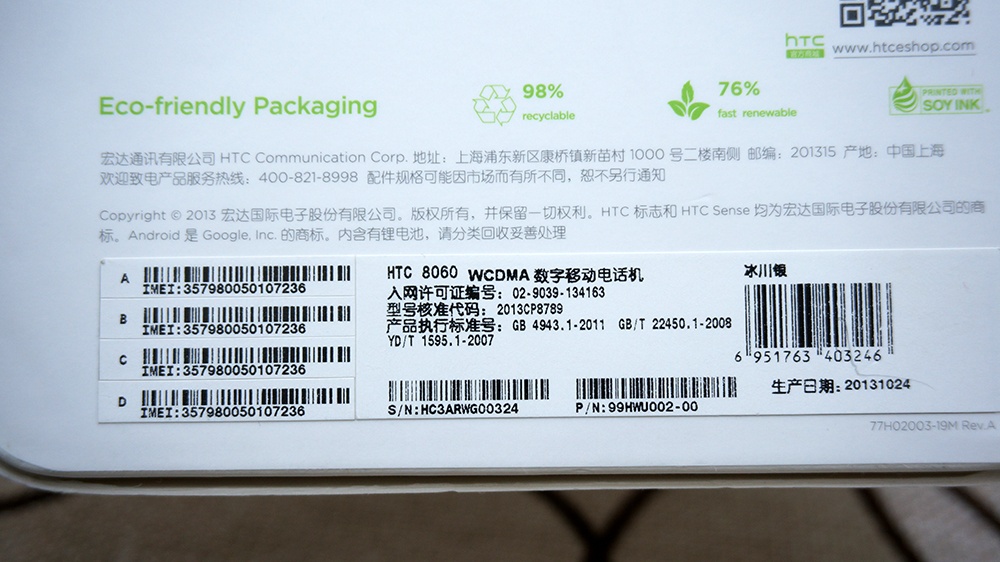 htc
www.htceshop.com
Eco-friendly Packaging
98%
recyclable
76%
fast renewable
PRINTED WITH
SOY INK
宏达通讯有限公司 HTC Communication Corp. 地址：上海浦东新区康桥镇新苗村 1000 号二楼南侧 邮编：201315 产地：中国上海
欢迎致电产品服务热线：400-821-8998 配件规格可能因市场而有所不同，恕不另行通知
Copyright © 2013 宏达国际电子股份有限公司。版权所有，并保留一切权利。HTC 标志和 HTC Sense 均为宏达国际电子股份有限公司的商
标。Android 是 Google, Inc. 的商标。内含有锂电池，请分类回收妥善处理
A
IMEI:357980050107236
B
IMEI:357980050107236
C
IMEI:357980050107236
D
IMEI:357980050107236
HTC 8060 WCDMA 数字移动电话机
入网许可证编号：02-9039-134163
型号核准代码：2013CP8789
产品执行标准号：GB 4943.1-2011 GB/T 22450.1-2008
YD/T 1595.1-2007
S/N:HC3ARWG00324
P/N:99HWU002-00
冰川银
6 951763 403246
生产日期:20131024
77H02003-19M Rev.A